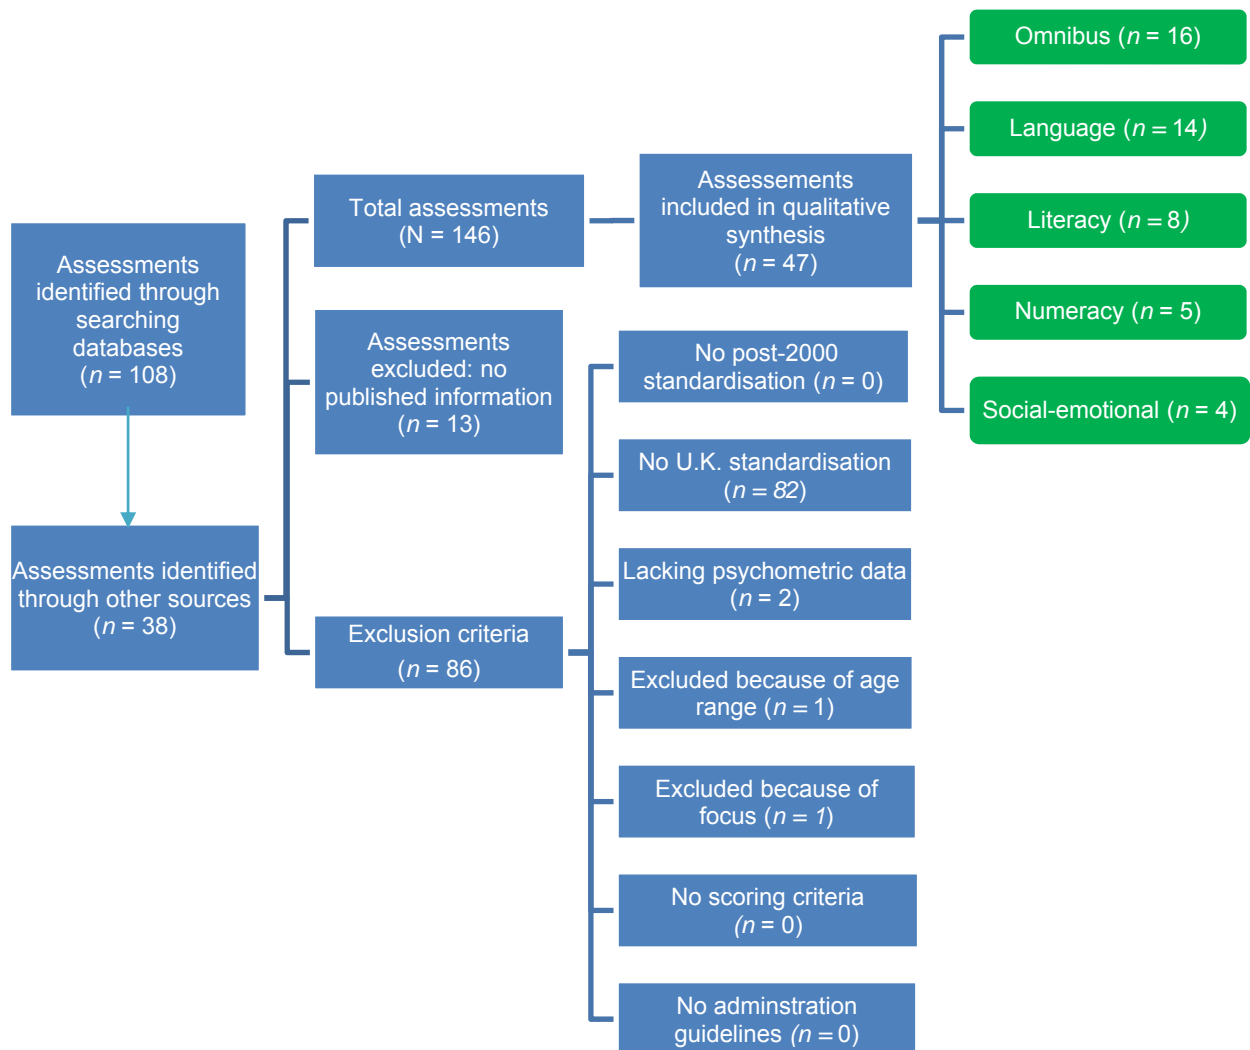 Assessments
identified through
searching
databases
(n = 108)
Assessments identified
through other sources
(n = 38)
Total assessments
(N = 146)
Assessments
excluded: no
published information
(n = 13)
Exclusion criteria
(n = 86)
Assessements
included in qualitative
synthesis
(n = 47)
No post-2000
standardisation (n = 0)
No U.K. standardisation
(n = 82)
Lacking psychometric data
(n = 2)
Excluded because of age
range (n = 1)
Excluded because of
focus (n = 1)
No scoring criteria
(n = 0)
No adminstration
guidelines (n = 0)
Omnibus (n = 16)
Language (n = 14)
Literacy (n = 8)
Numeracy (n = 5)
Social-emotional (n = 4)